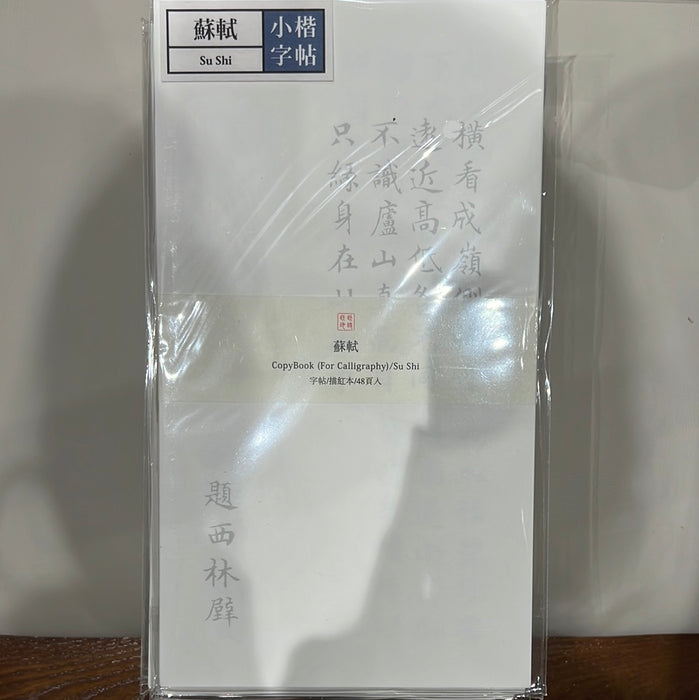 蘇軾
Su Shi
小楷
字帖
橫看成嶺
遠近高低
不識廬山真
只緣身在
蘇軾
CopyBook (For Calligraphy)/Su Shi
字帖/描紅本/48頁入
題西林壁